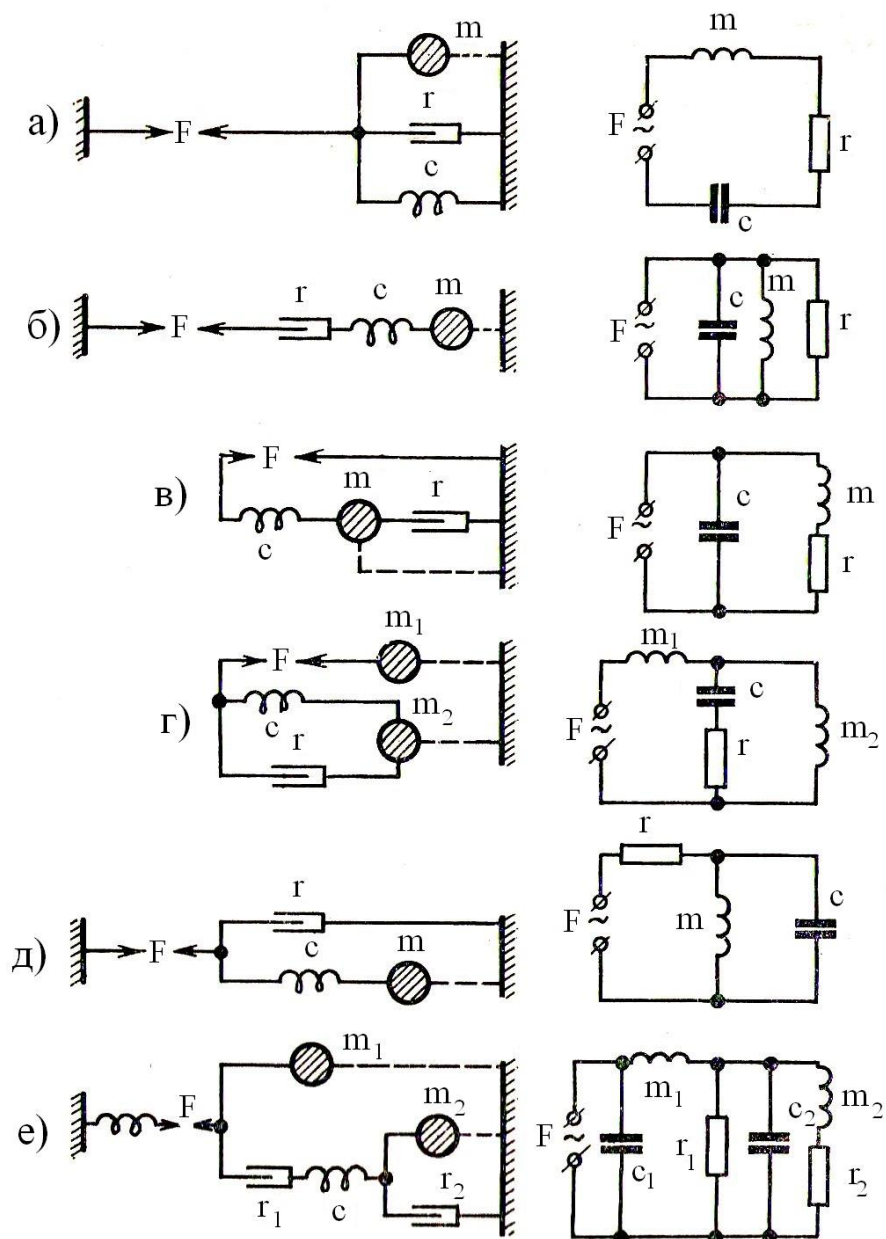 а) F m r c
m F ~ r c
б) F r c m
F ~ c m r
в) F c m r
F ~ c m r
г) F m₁ c m₂ r
m₁ F ~ c r m₂
д) F r c m
r F ~ m c
е) F m₁ m₂ r₁ c r₂
F ~ c₁ m₁ r₁ c₂ m₂ r₂